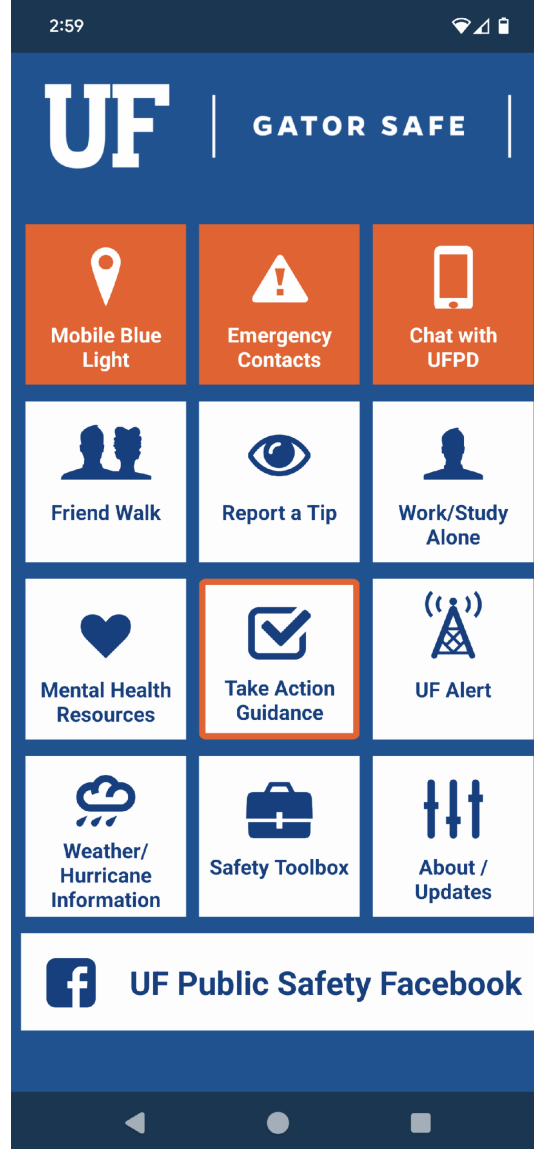 2:59
UF
GATOR SAFE
Mobile Blue
Light
Emergency
Contacts
Chat with
UFPD
Friend Walk
Report a Tip
Work/Study
Alone
Mental Health
Resources
Take Action
Guidance
UF Alert
Weather/
Hurricane
Information
Safety Toolbox
About /
Updates
UF Public Safety Facebook